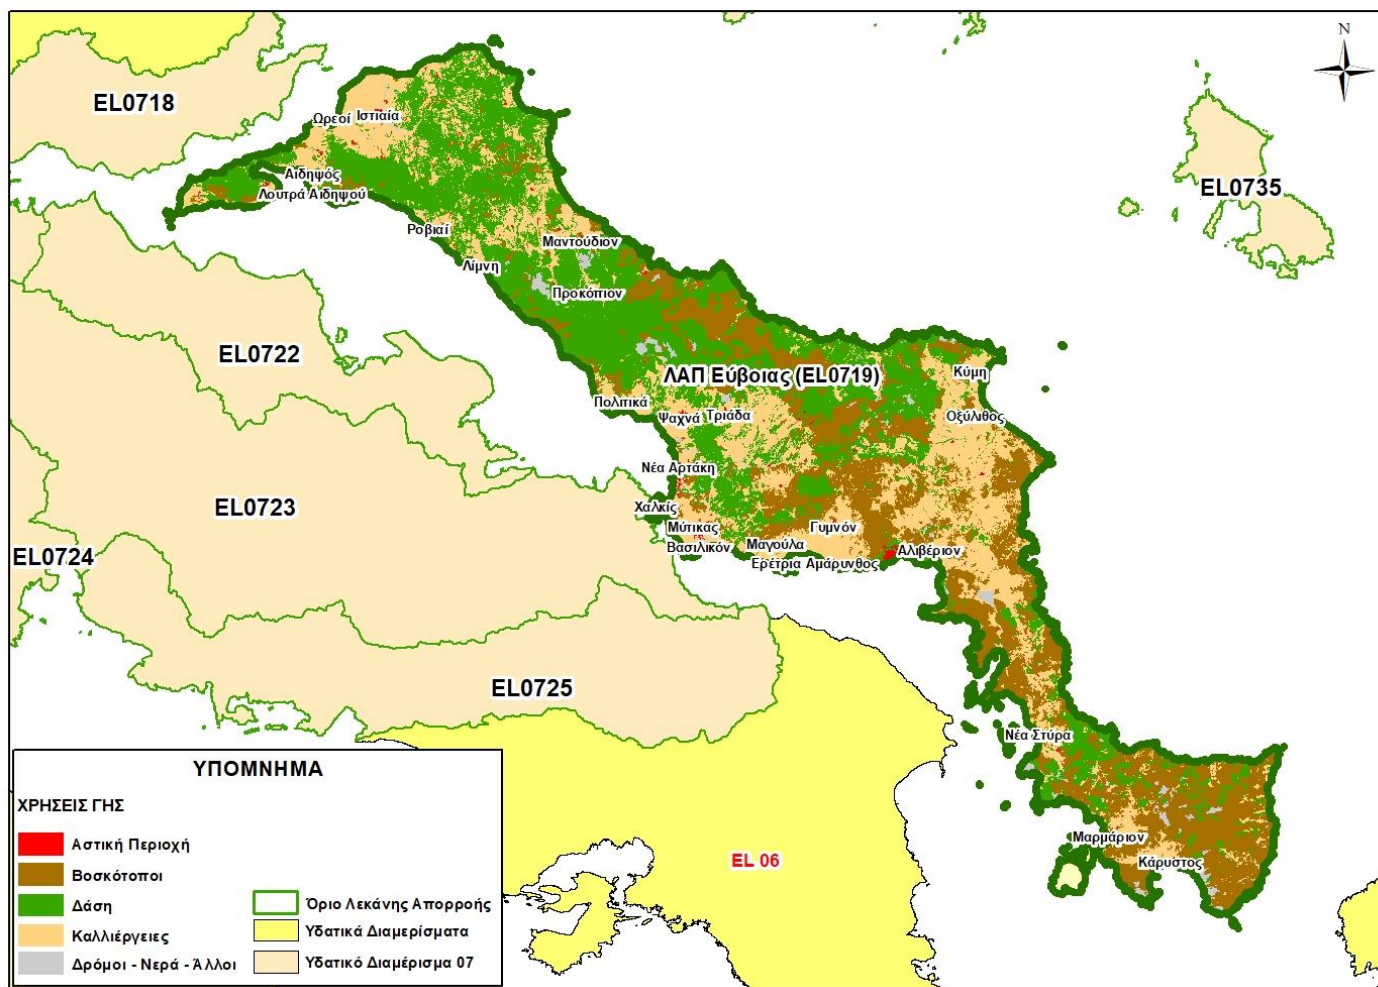 N
EL0718
EL0735
Ωρεοί
Ιστιαία
Αιδηψός
Λουτρά Αιδηψού
Ροβιαί
Μαντούδιον
Λίμνη
Προκόπιον
EL0722
ΛΑΠ Εύβοιας (EL0719)
Κύμη
Πολιτικά
Ψαχνά
Τριάδα
Οξύλιθος
Νέα Αρτάκη
EL0723
Χαλκίς
Μύτικας
Γυμνόν
Βασιλικόν
Μαγούλα
Αλιβέριον
EL0724
Ερέτρια
Αμάρυνθος
EL0725
Νέα Στύρα
Μαρμάριον
Κάρυστος
EL 06
ΥΠΟΜΝΗΜΑ
ΧΡΗΣΕΙΣ ΓΗΣ
Αστική Περιοχή
Βοσκότοποι
Δάση
Καλλιέργειες
Δρόμοι - Νερά - Άλλοι
Όριο Λεκάνης Απορροής
Υδατικά Διαμερίσματα
Υδατικό Διαμέρισμα 07